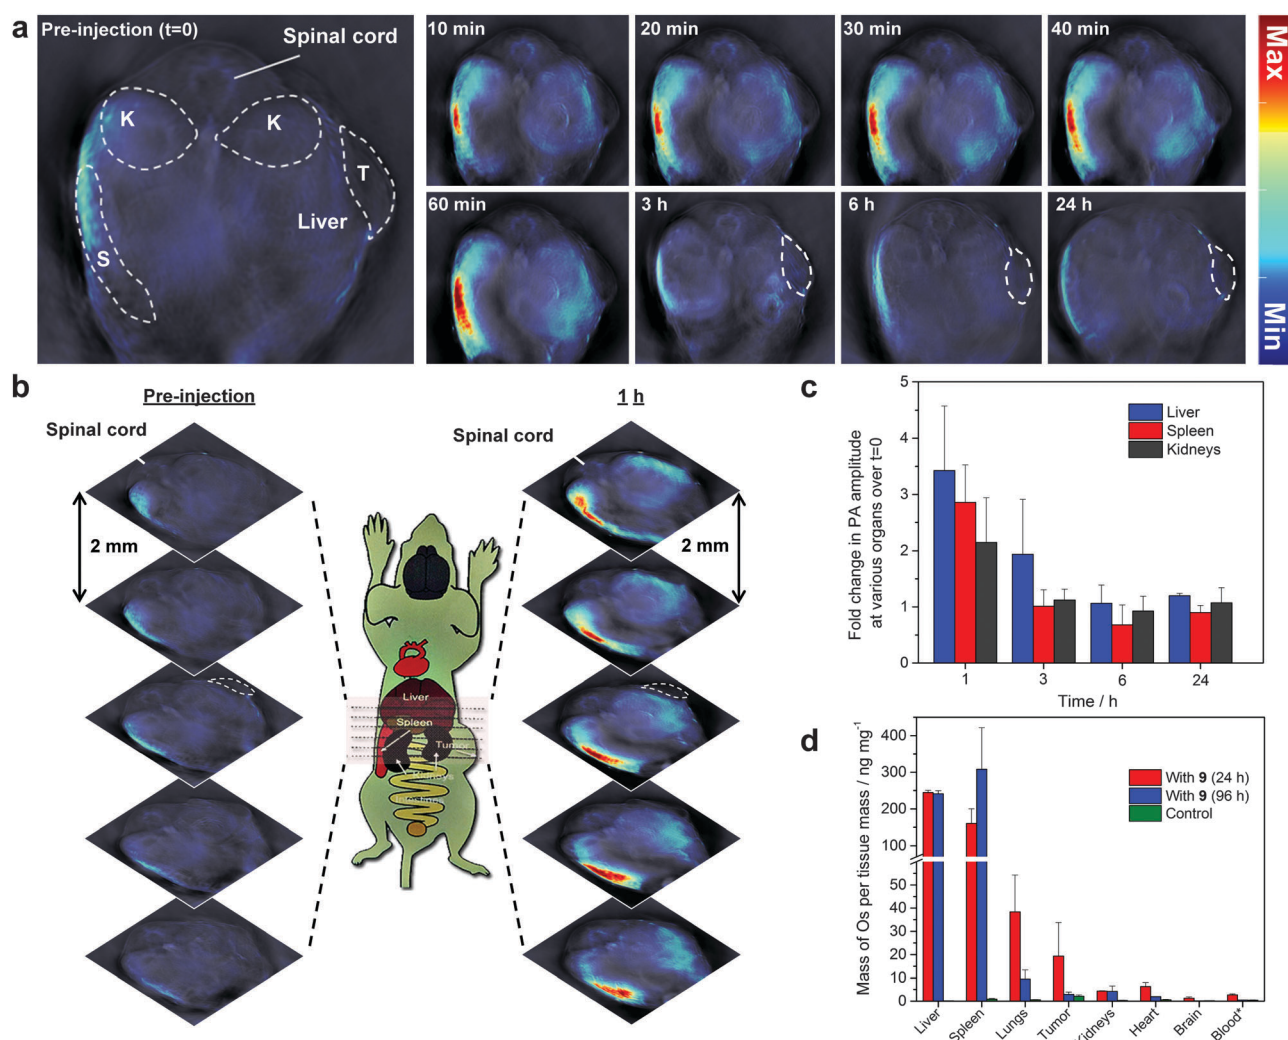 a
Pre-injection (t=0)
Spinal cord
K
K
T
Liver
S
10 min
20 min
30 min
40 min
60 min
3 h
6 h
24 h
Max
Min
b
Pre-injection
Spinal cord
2 mm
1 h
Spinal cord
2 mm
Liver
Spleen
Tumor
Kidneys
c
Fold change in PA amplitude
at various organs over t=0
5
4
3
2
1
0
Liver
Spleen
Kidneys
1
3
6
24
Time / h
d
Mass of Os per tissue mass / ng mg⁻¹
400
350
300
250
200
150
100
50
40
30
20
10
0
With 9 (24 h)
With 9 (96 h)
Control
Liver
Spleen
Lungs
Tumor
Kidneys
Heart
Brain
Blood*